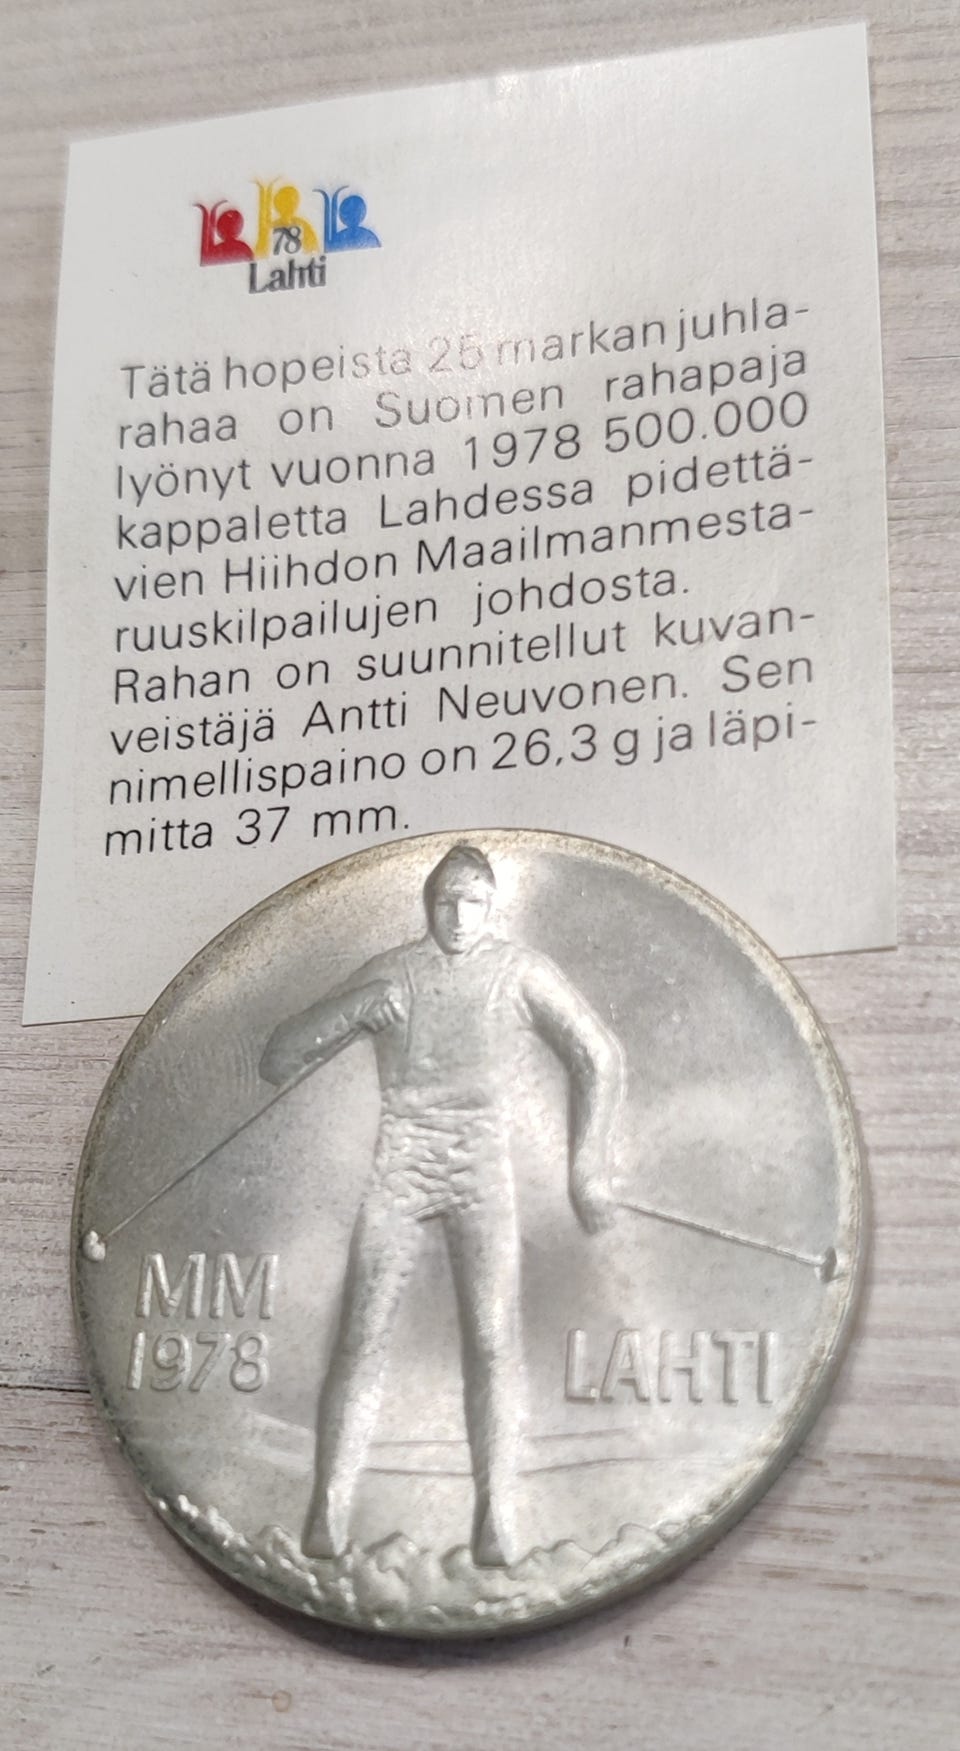 78
Lahti
Tätä hopeista 25 markan juhla-
rahaa on Suomen rahapaja
lyönyt vuonna 1978 500.000
kappaletta Lahdessa pidettä-
vien Hiihdon Maailmanmesta-
ruuskilpailujen johdosta.
Rahan on suunnitellut kuvan-
veistäjä Antti Neuvonen. Sen
nimellispaino on 26,3 g ja läpi-
mitta 37 mm.
MM
1978
LAHTI